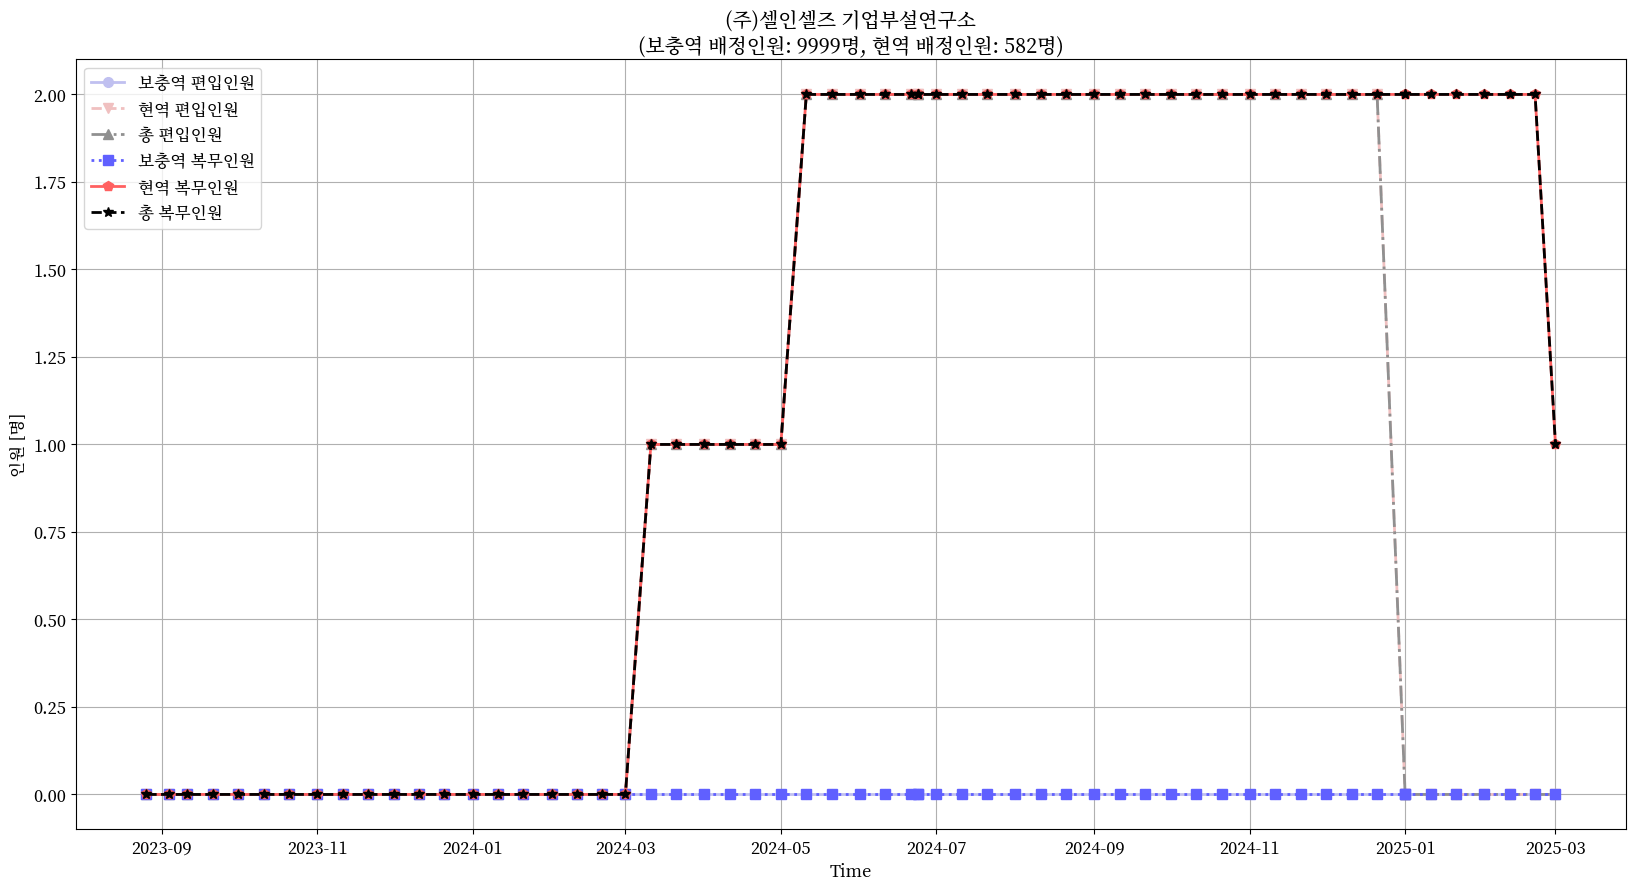 (주)셀인셀즈 기업부설연구소
(보충역 배정인원: 9999명, 현역 배정인원: 582명)
보충역 편입인원
현역 편입인원
총 편입인원
보충역 복무인원
현역 복무인원
총 복무인원
2.00
1.75
1.50
1.25
1.00
0.75
0.50
0.25
0.00
인원 [명]
2023-09 2023-11 2024-01 2024-03 2024-05 2024-07 2024-09 2024-11 2025-01 2025-03
Time